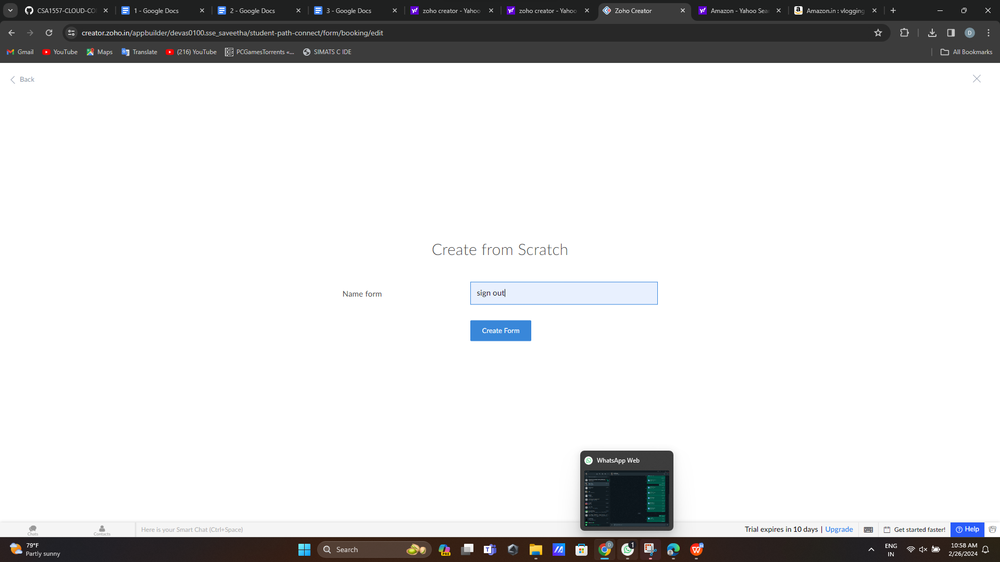 CSA1557-CLOUD-CO
1 - Google Docs
2 - Google Docs
3 - Google Docs
zoho creator - Yahoo
zoho creator - Yahoo
Zoho Creator
Amazon - Yahoo Sea
Amazon.in : vlogging
creator.zoho.in/appbuilder/devas0100.sse_saveetha/student-path-connect/form/booking/edit
D
Gmail
YouTube
Maps
Translate
(216) YouTube
PCGamesTorrents «...
SIMATS C IDE
All Bookmarks
Back
Create from Scratch
Name form
sign out
Create Form
WhatsApp Web
Chats
Contacts
Here is your Smart Chat (Ctrl+Space)
Trial expires in 10 days | Upgrade
Get started faster!
Help
79°F
Partly sunny
Search
PRE
D
1
ENG
IN
10:58 AM
2/26/2024